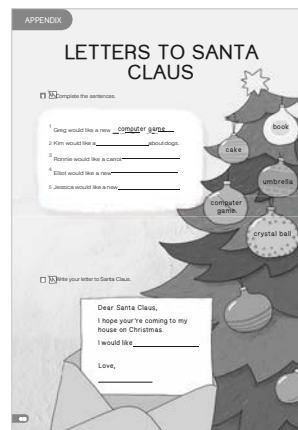 APPENDIX
LETTERS TO SANTA
CLAUS
Complete the sentences.
1 Greg would like a new computer game
2 Kim would like a about dogs.
3 Ronnie would like a carrot
4 Elliot would like a new
5 Jessica would like a new
book
cake
umbrella
computer
game
crystal ball
Write your letter to Santa Claus.
Dear Santa Claus,
I hope your're coming to my
house on Christmas.
I would like
Love,